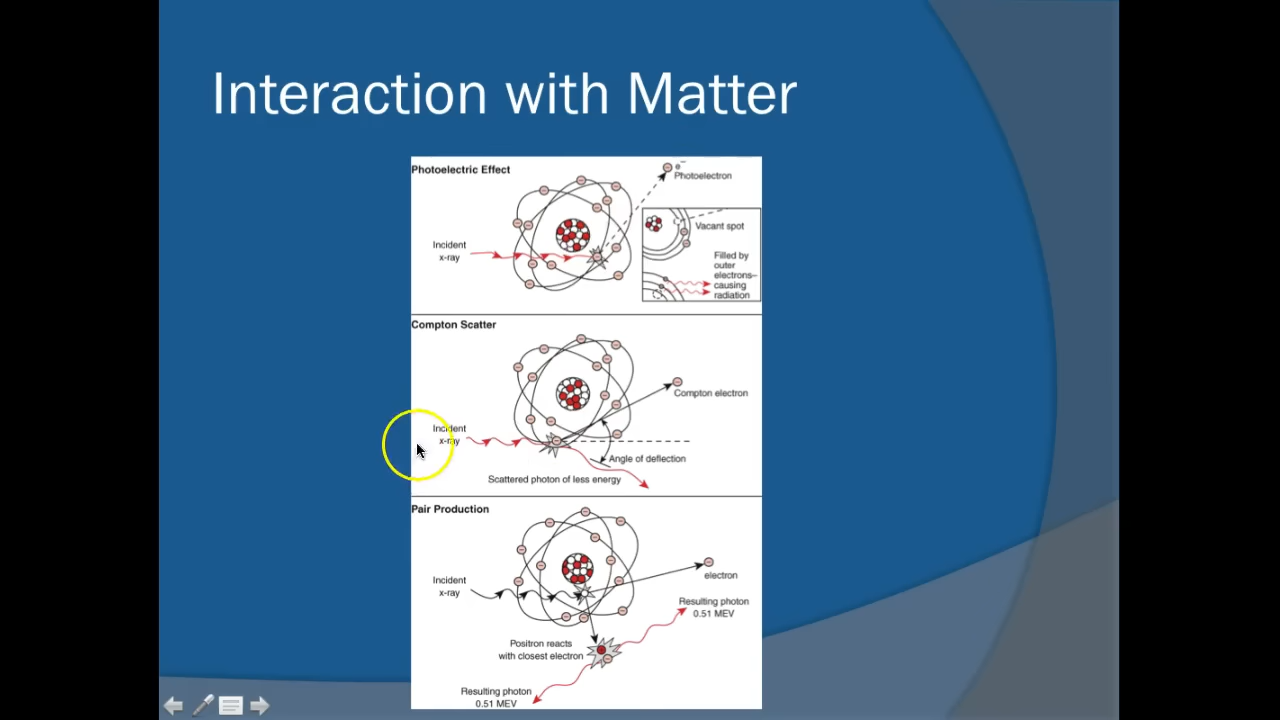 Interaction with Matter
Photoelectric Effect
e
Photoelectron
Incident
x-ray
Vacant spot
Filled by
outer
electrons–
causing
radiation
Compton Scatter
Compton electron
Incident
x-ray
Angle of deflection
Scattered photon of less energy
Pair Production
electron
Incident
x-ray
Resulting photon
0.51 MEV
Positron reacts
with closest electron
Resulting photon
0.51 MEV